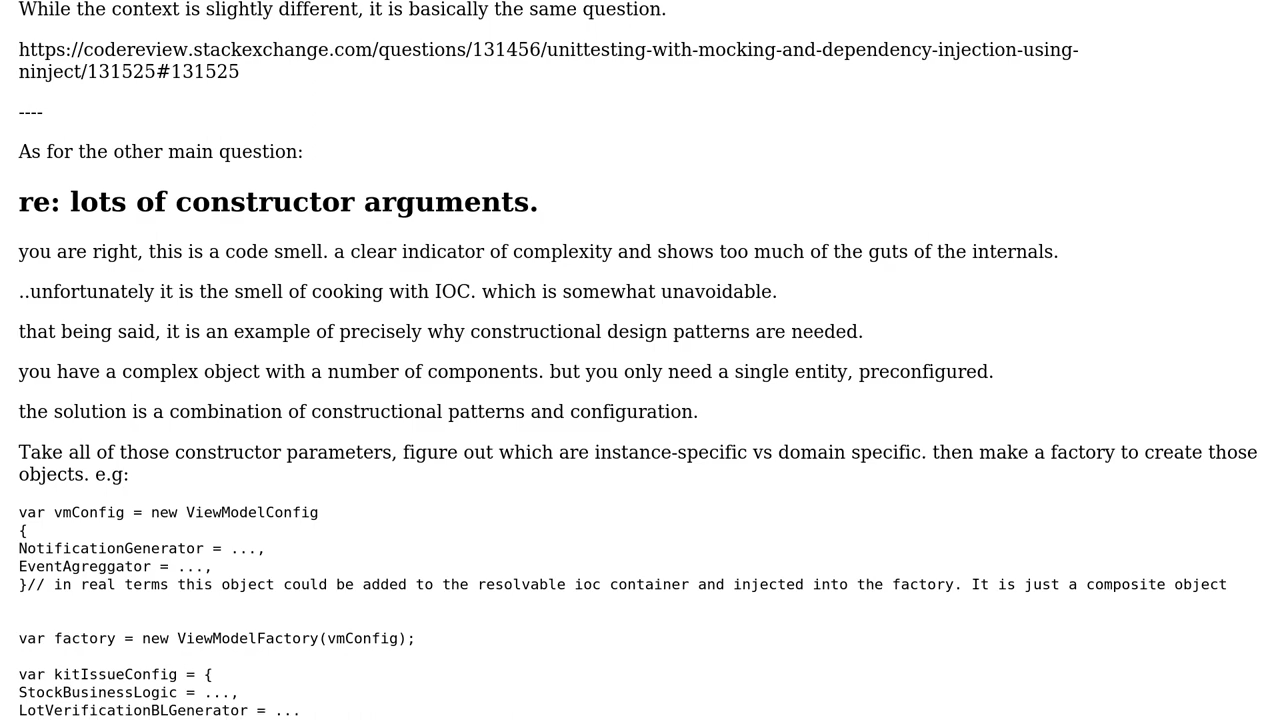 While the context is slightly different, it is basically the same question.
https://codereview.stackexchange.com/questions/131456/unittesting-with-mocking-and-dependency-injection-using-
ninject/131525#131525
----
As for the other main question:
re: lots of constructor arguments.
you are right, this is a code smell. a clear indicator of complexity and shows too much of the guts of the internals.
..unfortunately it is the smell of cooking with IOC. which is somewhat unavoidable.
that being said, it is an example of precisely why constructional design patterns are needed.
you have a complex object with a number of components. but you only need a single entity, preconfigured.
the solution is a combination of constructional patterns and configuration.
Take all of those constructor parameters, figure out which are instance-specific vs domain specific. then make a factory to create those
objects. e.g:
var vmConfig = new ViewModelConfig
{
NotificationGenerator = ...,
EventAgreggator = ...,
}// in real terms this object could be added to the resolvable ioc container and injected into the factory. It is just a composite object
var factory = new ViewModelFactory(vmConfig);
var kitIssueConfig = {
StockBusinessLogic = ...,
LotVerificationBLGenerator = ...